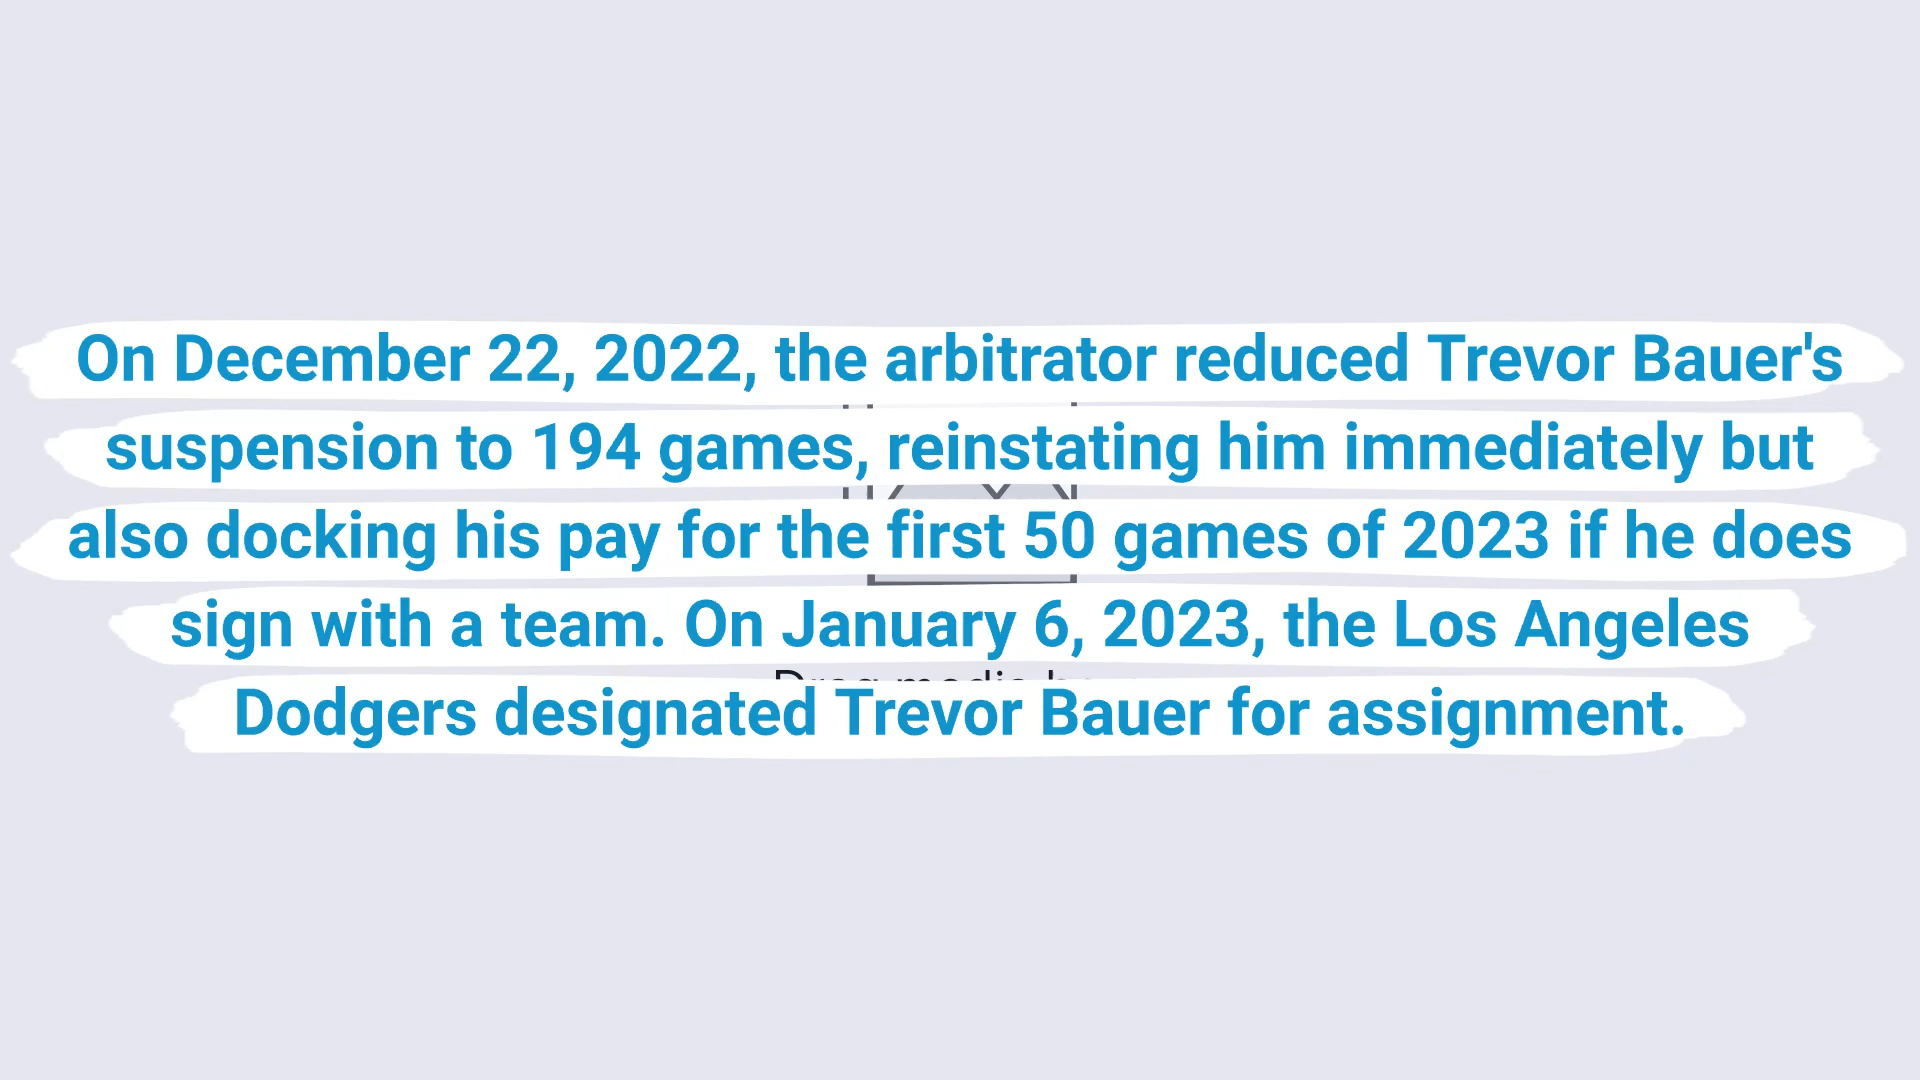 On December 22, 2022, the arbitrator reduced Trevor Bauer's
suspension to 194 games, reinstating him immediately but
also docking his pay for the first 50 games of 2023 if he does
sign with a team. On January 6, 2023, the Los Angeles
Dodgers designated Trevor Bauer for assignment.